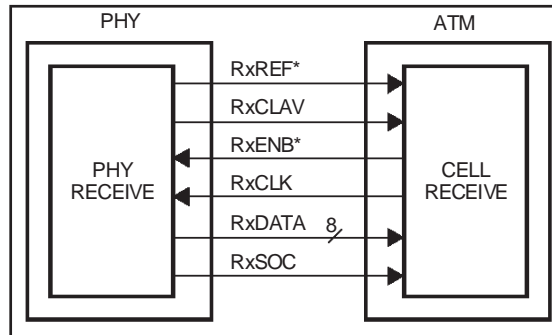 PHY
ATM
RxREF*
RxCLAV
RxENB*
RxCLK
RxDATA 8
RxSOC
PHY
RECEIVE
CELL
RECEIVE